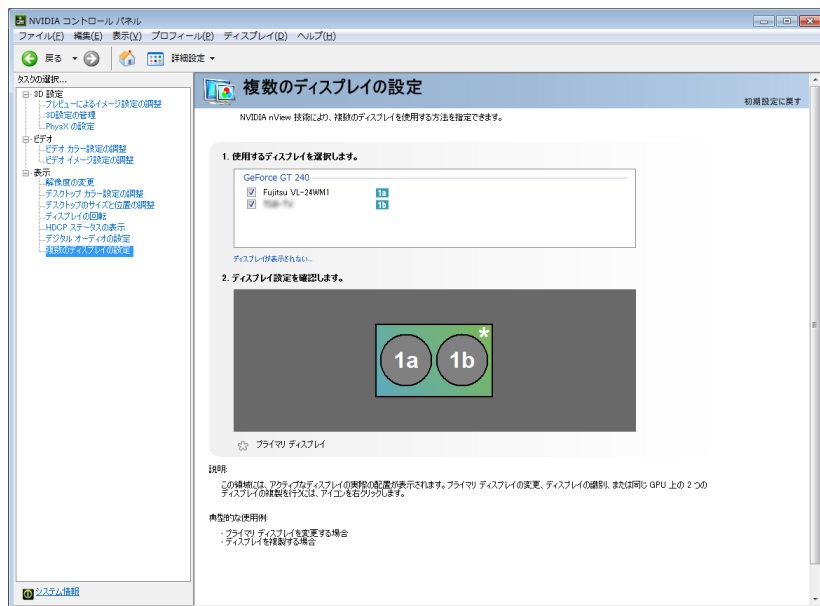 NVIDIA コントロール パネル
ファイル(F) 編集(E) 表示(V) プロフィール(P) ディスプレイ(D) ヘルプ(H)
戻る 詳細設定
タスクの選択...
3D 設定
プレビューによるイメージ設定の調整
3D設定の管理
PhysX の設定
ビデオ
ビデオ カラー設定の調整
ビデオ イメージ設定の調整
表示
解像度の変更
デスクトップ カラー設定の調整
デスクトップのサイズと位置の調整
ディスプレイの回転
HDCP ステータスの表示
デジタル オーディオの設定
複数のディスプレイの設定
システム情報
複数のディスプレイの設定
初期設定に戻す
NVIDIA nView 技術により、複数のディスプレイを使用する方法を指定できます。
1. 使用するディスプレイを選択します。
GeForce GT 240
Fujitsu VL-24WM1 1a
1b
ディスプレイが表示されない...
2. ディスプレイ設定を確認します。
1a 1b *
プライマリ ディスプレイ
説明:
この領域には、アクティブなディスプレイの実際の配置が表示されます。プライマリ ディスプレイの変更、ディスプレイの識別、または同じ GPU 上の 2 つの
ディスプレイの複製を行うには、アイコンを右クリックします。
典型的な使用例:
・プライマリ ディスプレイを変更する場合
・ディスプレイを複製する場合